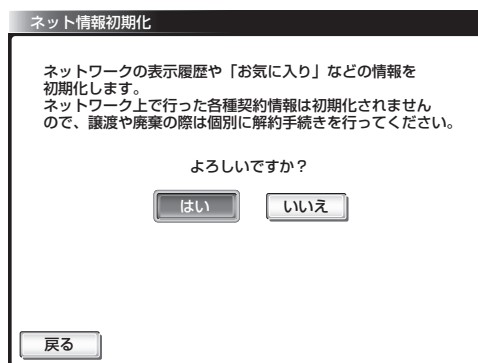 ネット情報初期化
ネットワークの表示履歴や「お気に入り」などの情報を
初期化します。
ネットワーク上で行った各種契約情報は初期化されません
ので、譲渡や廃棄の際は個別に解約手続きを行ってください。
よろしいですか？
はい いいえ
戻る